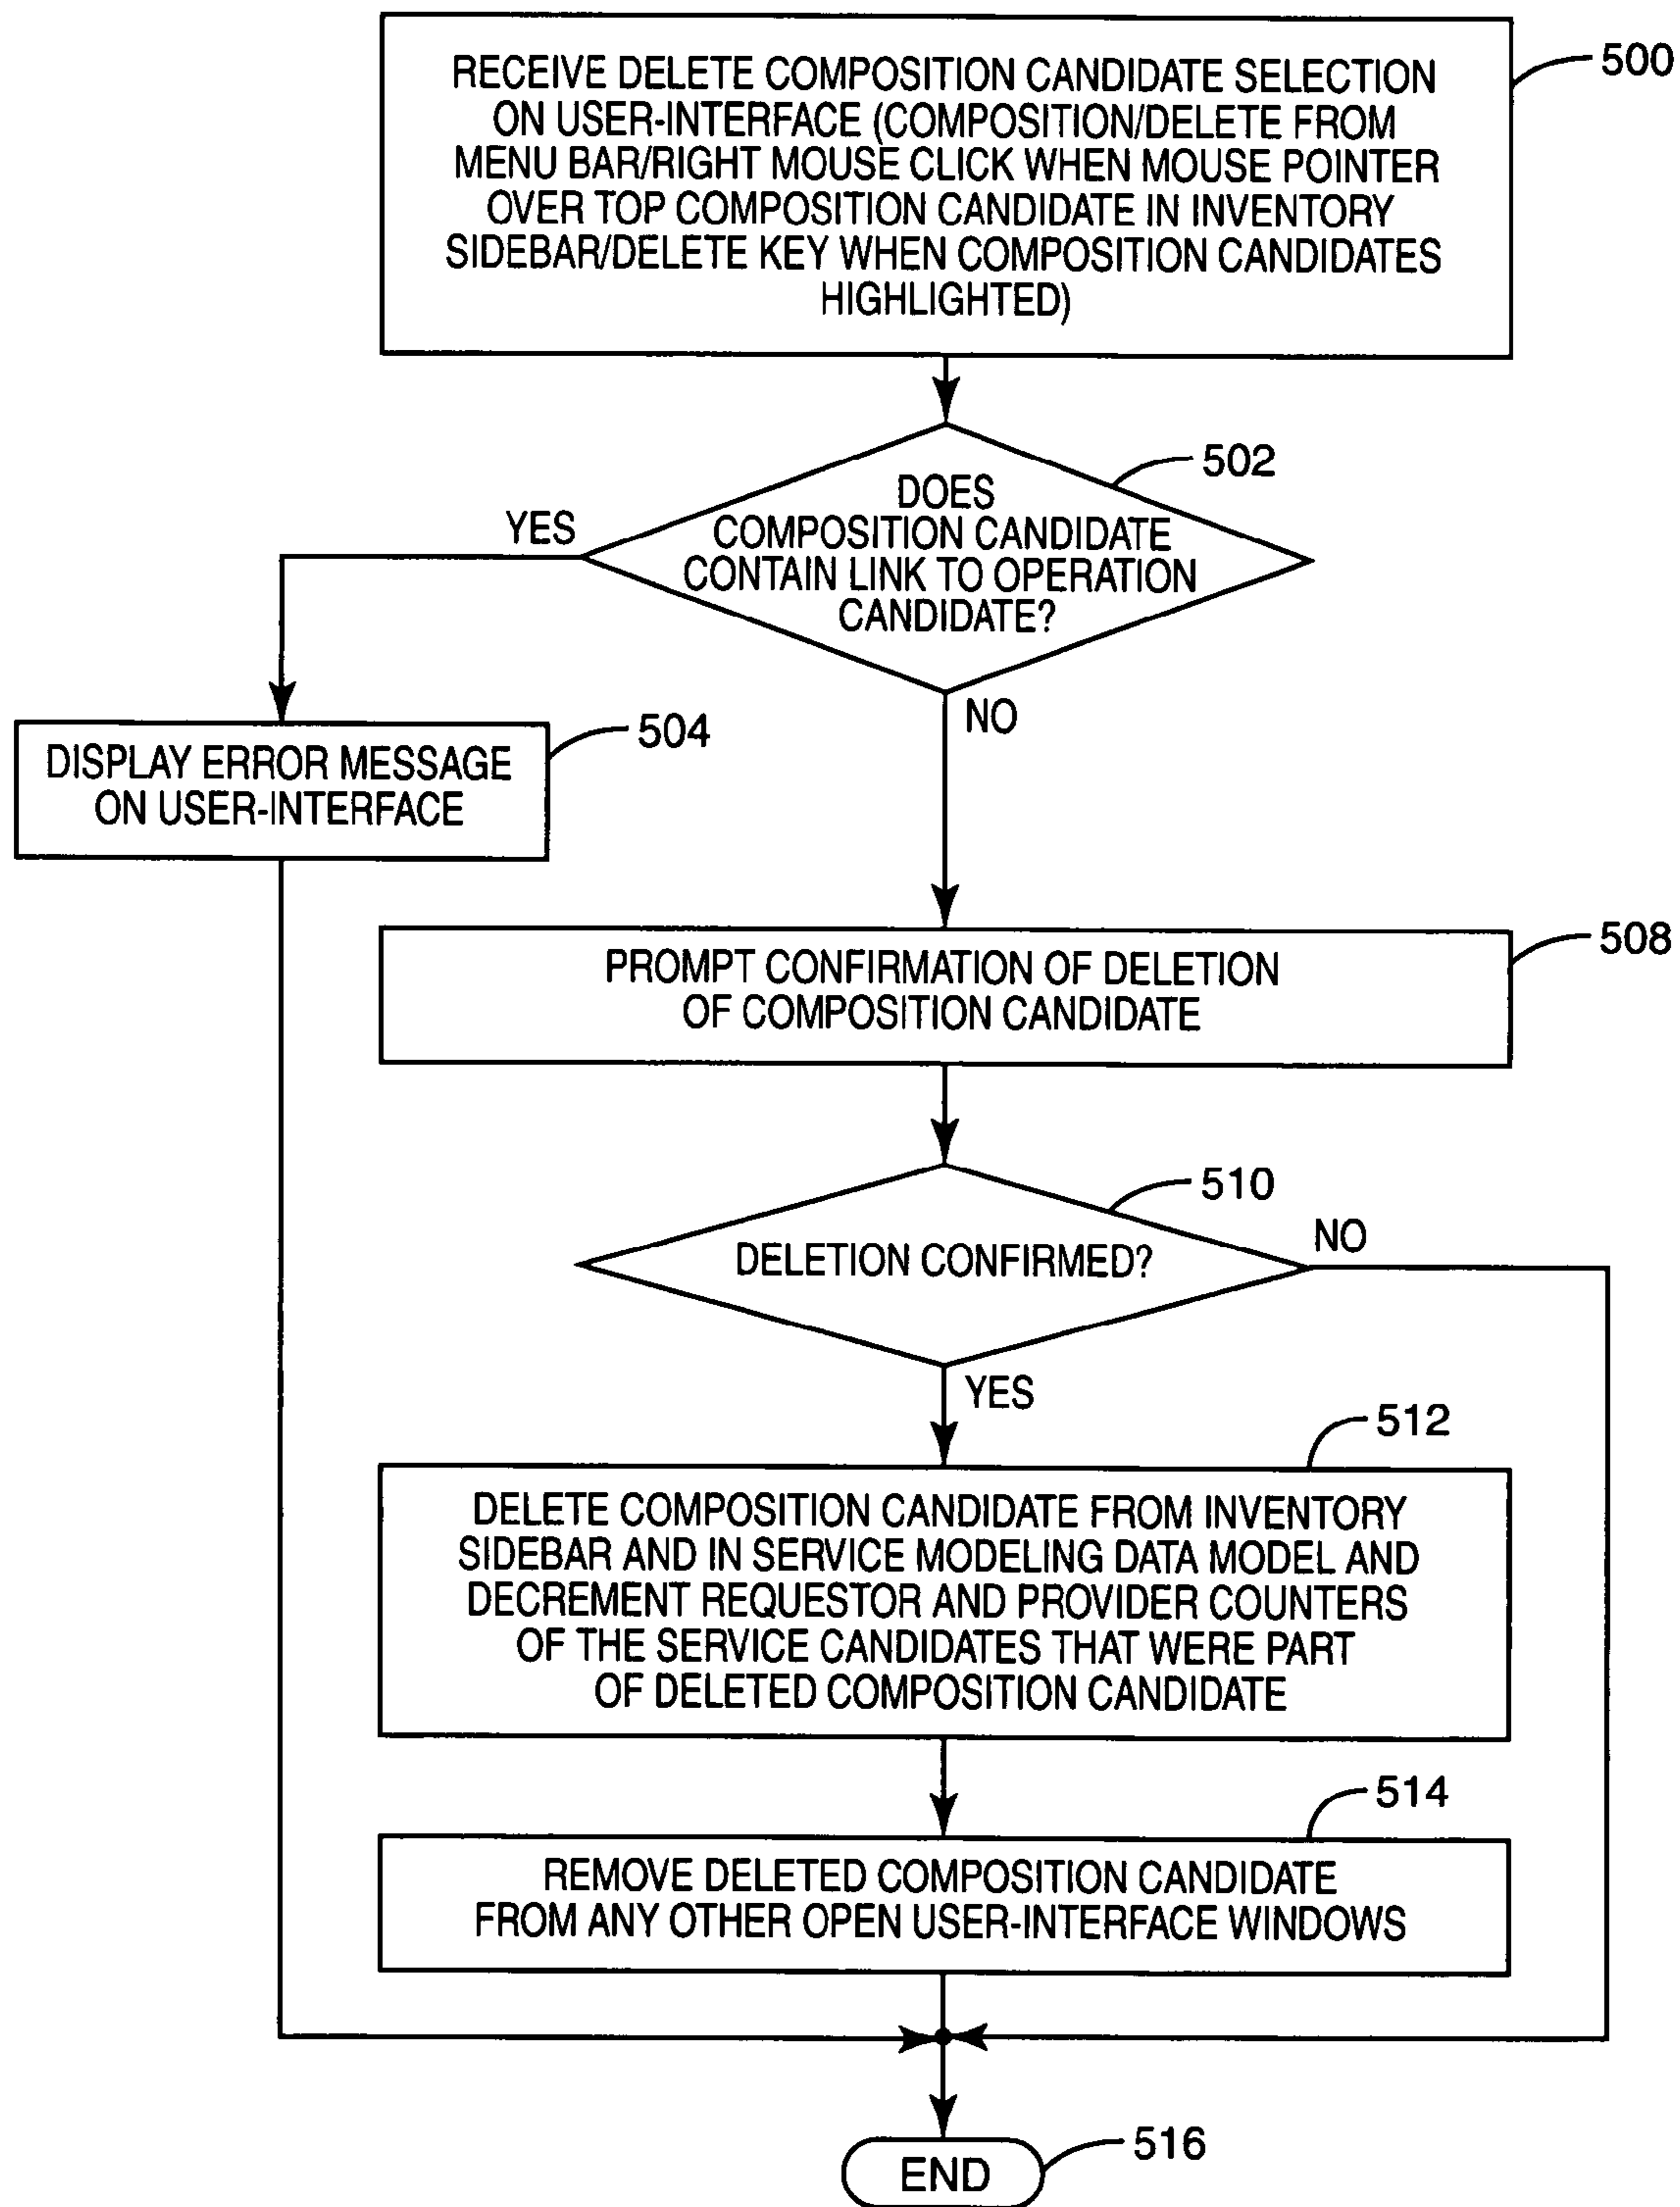 RECEIVE DELETE COMPOSITION CANDIDATE SELECTION
ON USER-INTERFACE (COMPOSITION/DELETE FROM
MENU BAR/RIGHT MOUSE CLICK WHEN MOUSE POINTER
OVER TOP COMPOSITION CANDIDATE IN INVENTORY
SIDEBAR/DELETE KEY WHEN COMPOSITION CANDIDATES
HIGHLIGHTED)
500
DOES
COMPOSITION CANDIDATE
CONTAIN LINK TO OPERATION
CANDIDATE?
502
YES
NO
DISPLAY ERROR MESSAGE
ON USER-INTERFACE
504
PROMPT CONFIRMATION OF DELETION
OF COMPOSITION CANDIDATE
508
DELETION CONFIRMED?
510
NO
YES
512
DELETE COMPOSITION CANDIDATE FROM INVENTORY
SIDEBAR AND IN SERVICE MODELING DATA MODEL AND
DECREMENT REQUESTOR AND PROVIDER COUNTERS
OF THE SERVICE CANDIDATES THAT WERE PART
OF DELETED COMPOSITION CANDIDATE
514
REMOVE DELETED COMPOSITION CANDIDATE
FROM ANY OTHER OPEN USER-INTERFACE WINDOWS
END
516